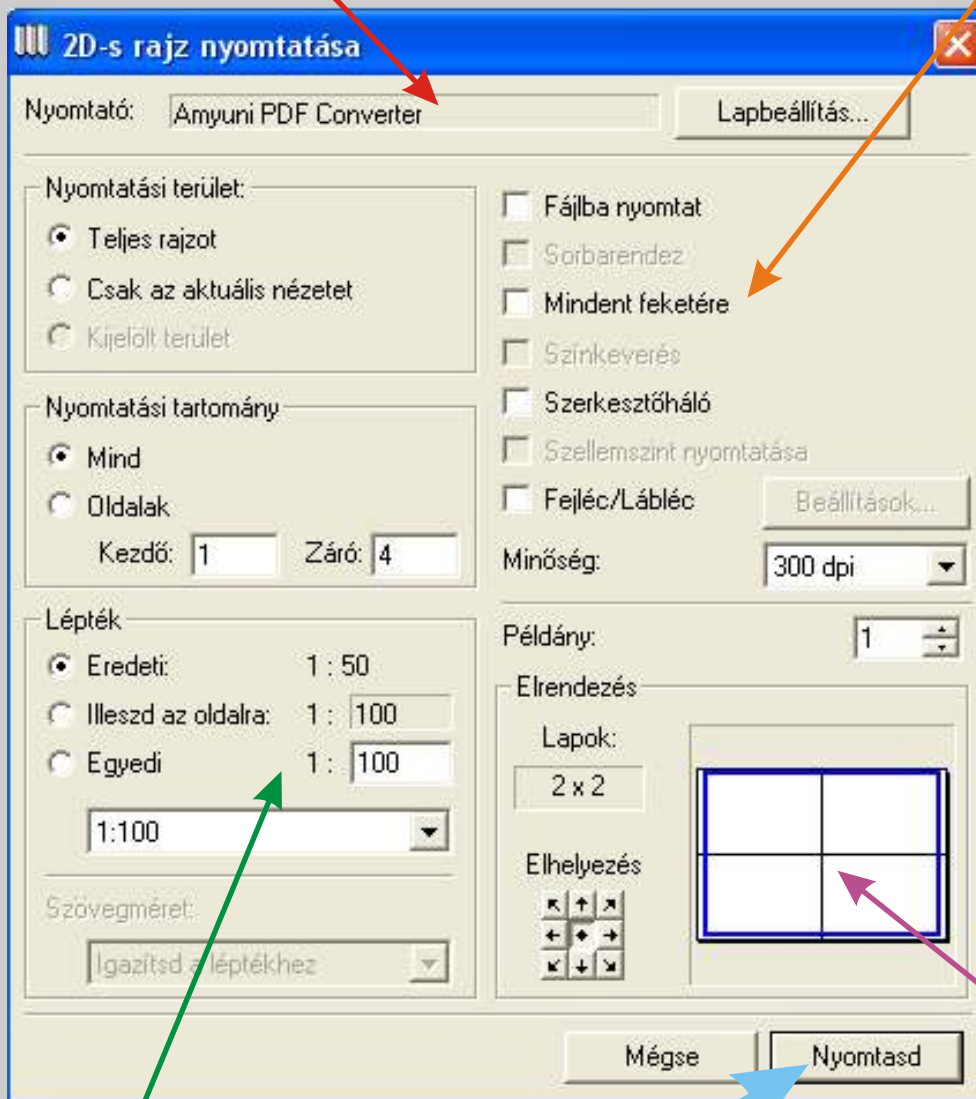 2D-s rajz nyomtatása
Nyomtató: Amyuni PDF Converter Lapbeállítás...
Nyomtatási terület:
Teljes rajzot
Csak az aktuális nézetet
Kijelölt terület
Nyomtatási tartomány
Mind
Oldalak
Kezdő: 1 Záró: 4
Lépték
Eredeti: 1 : 50
Illeszd az oldalra: 1 : 100
Egyedi 1 : 100
1:100
Szövegméret:
Igazítsd a léptékhez
Fájlba nyomtat
Sorbarendez
Mindent feketére
Színkeverés
Szerkesztőháló
Szellemszint nyomtatása
Fejléc/Lábléc Beállítások...
Minőség: 300 dpi
Példány: 1
Elrendezés
Lapok:
2 x 2
Elhelyezés
Mégse Nyomtasd